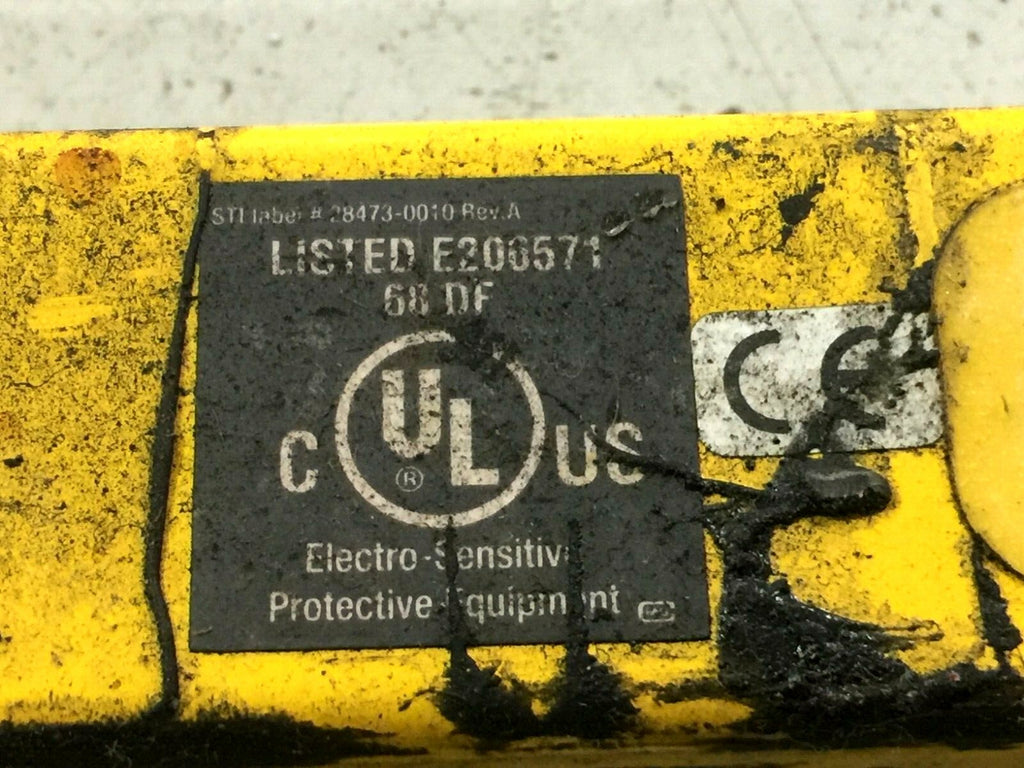 STI label # 28473-0010 Rev.A
LISTED E206571
68 DF
C UL US
®
CE
Electro-Sensitive
Protective Equipment